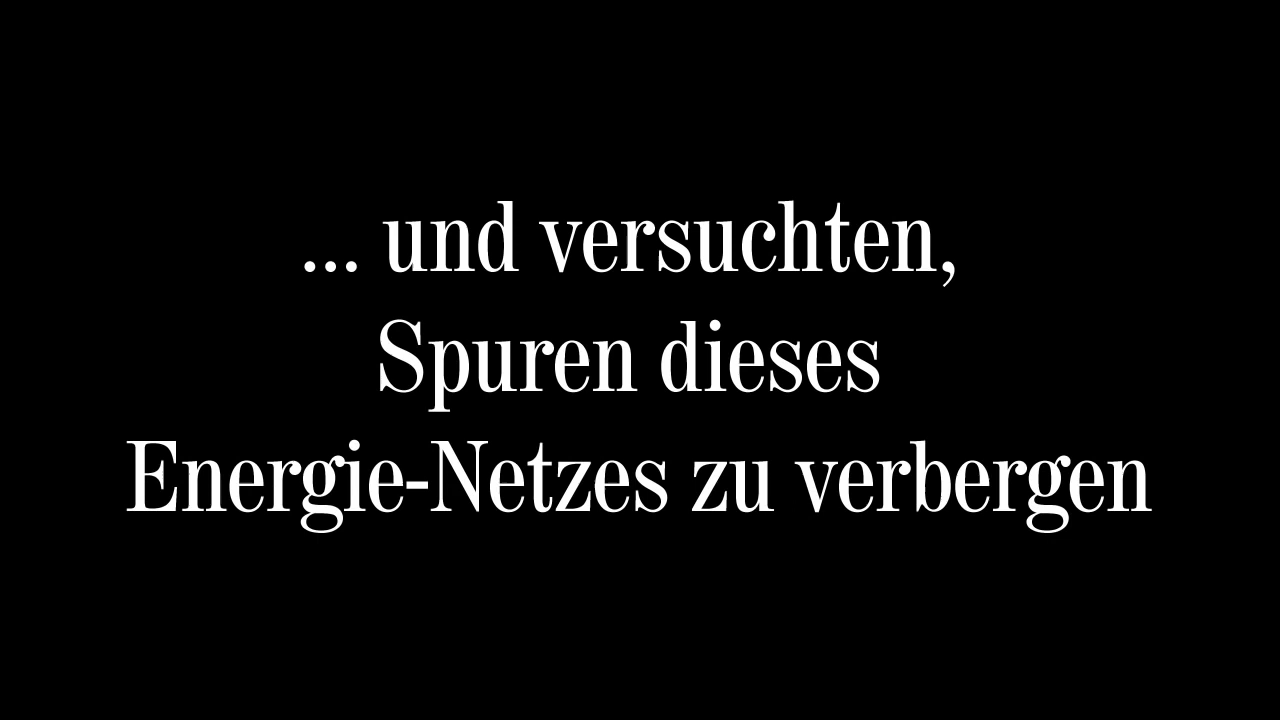 ... und versuchten,
Spuren dieses
Energie-Netzes zu verbergen